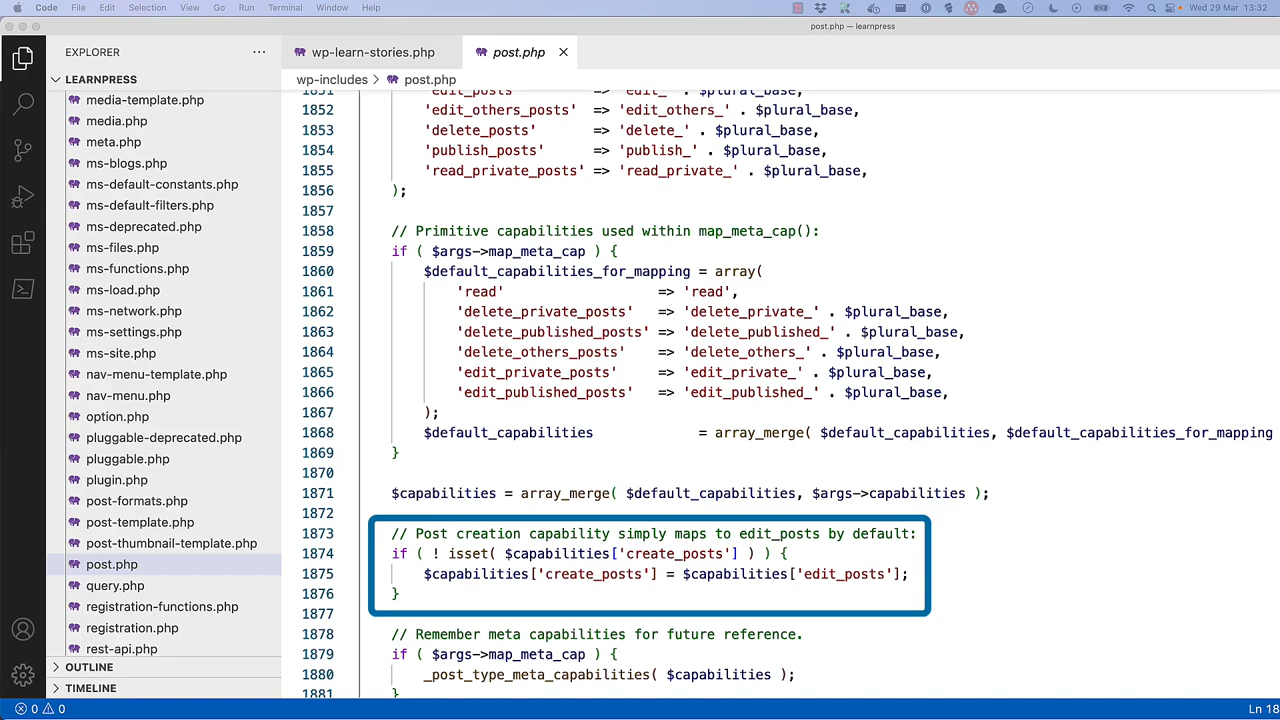 Code File Edit Selection View Go Run Terminal Window Help Wed 29 Mar 13:32
post.php — learnpress
EXPLORER ···
wp-learn-stories.php post.php
LEARNPRESS
wp-includes > post.php
media-template.php
media.php
meta.php
ms-blogs.php
ms-default-constants.php
ms-default-filters.php
ms-deprecated.php
ms-files.php
ms-functions.php
ms-load.php
ms-network.php
ms-settings.php
ms-site.php
nav-menu-template.php
nav-menu.php
option.php
pluggable-deprecated.php
pluggable.php
plugin.php
post-formats.php
post-template.php
post-thumbnail-template.php
post.php
query.php
registration-functions.php
registration.php
rest-api.php
OUTLINE
TIMELINE
1851 'edit_posts' => 'edit_' . $plural_base,
1852 'edit_others_posts' => 'edit_others_' . $plural_base,
1853 'delete_posts' => 'delete_' . $plural_base,
1854 'publish_posts' => 'publish_' . $plural_base,
1855 'read_private_posts' => 'read_private_' . $plural_base,
1856 );
1857
1858 // Primitive capabilities used within map_meta_cap():
1859 if ( $args->map_meta_cap ) {
1860 $default_capabilities_for_mapping = array(
1861 'read' => 'read',
1862 'delete_private_posts' => 'delete_private_' . $plural_base,
1863 'delete_published_posts' => 'delete_published_' . $plural_base,
1864 'delete_others_posts' => 'delete_others_' . $plural_base,
1865 'edit_private_posts' => 'edit_private_' . $plural_base,
1866 'edit_published_posts' => 'edit_published_' . $plural_base,
1867 );
1868 $default_capabilities = array_merge( $default_capabilities, $default_capabilities_for_mapping
1869 }
1870
1871 $capabilities = array_merge( $default_capabilities, $args->capabilities );
1872
1873 // Post creation capability simply maps to edit_posts by default:
1874 if ( ! isset( $capabilities['create_posts'] ) ) {
1875 $capabilities['create_posts'] = $capabilities['edit_posts'];
1876 }
1877
1878 // Remember meta capabilities for future reference.
1879 if ( $args->map_meta_cap ) {
1880 _post_type_meta_capabilities( $capabilities );
1881 }
0 0 Ln 18